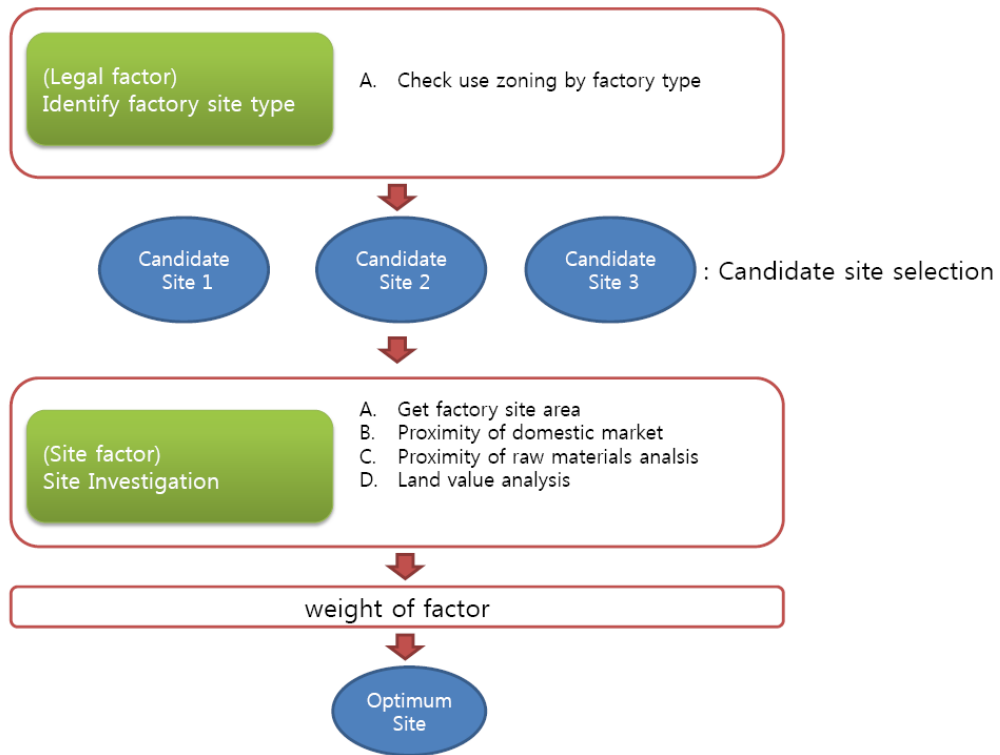 (Legal factor)
Identify factory site type
A. Check use zoning by factory type
Candidate
Site 1
Candidate
Site 2
Candidate
Site 3
: Candidate site selection
(Site factor)
Site Investigation
A. Get factory site area
B. Proximity of domestic market
C. Proximity of raw materials analsis
D. Land value analysis
weight of factor
Optimum
Site